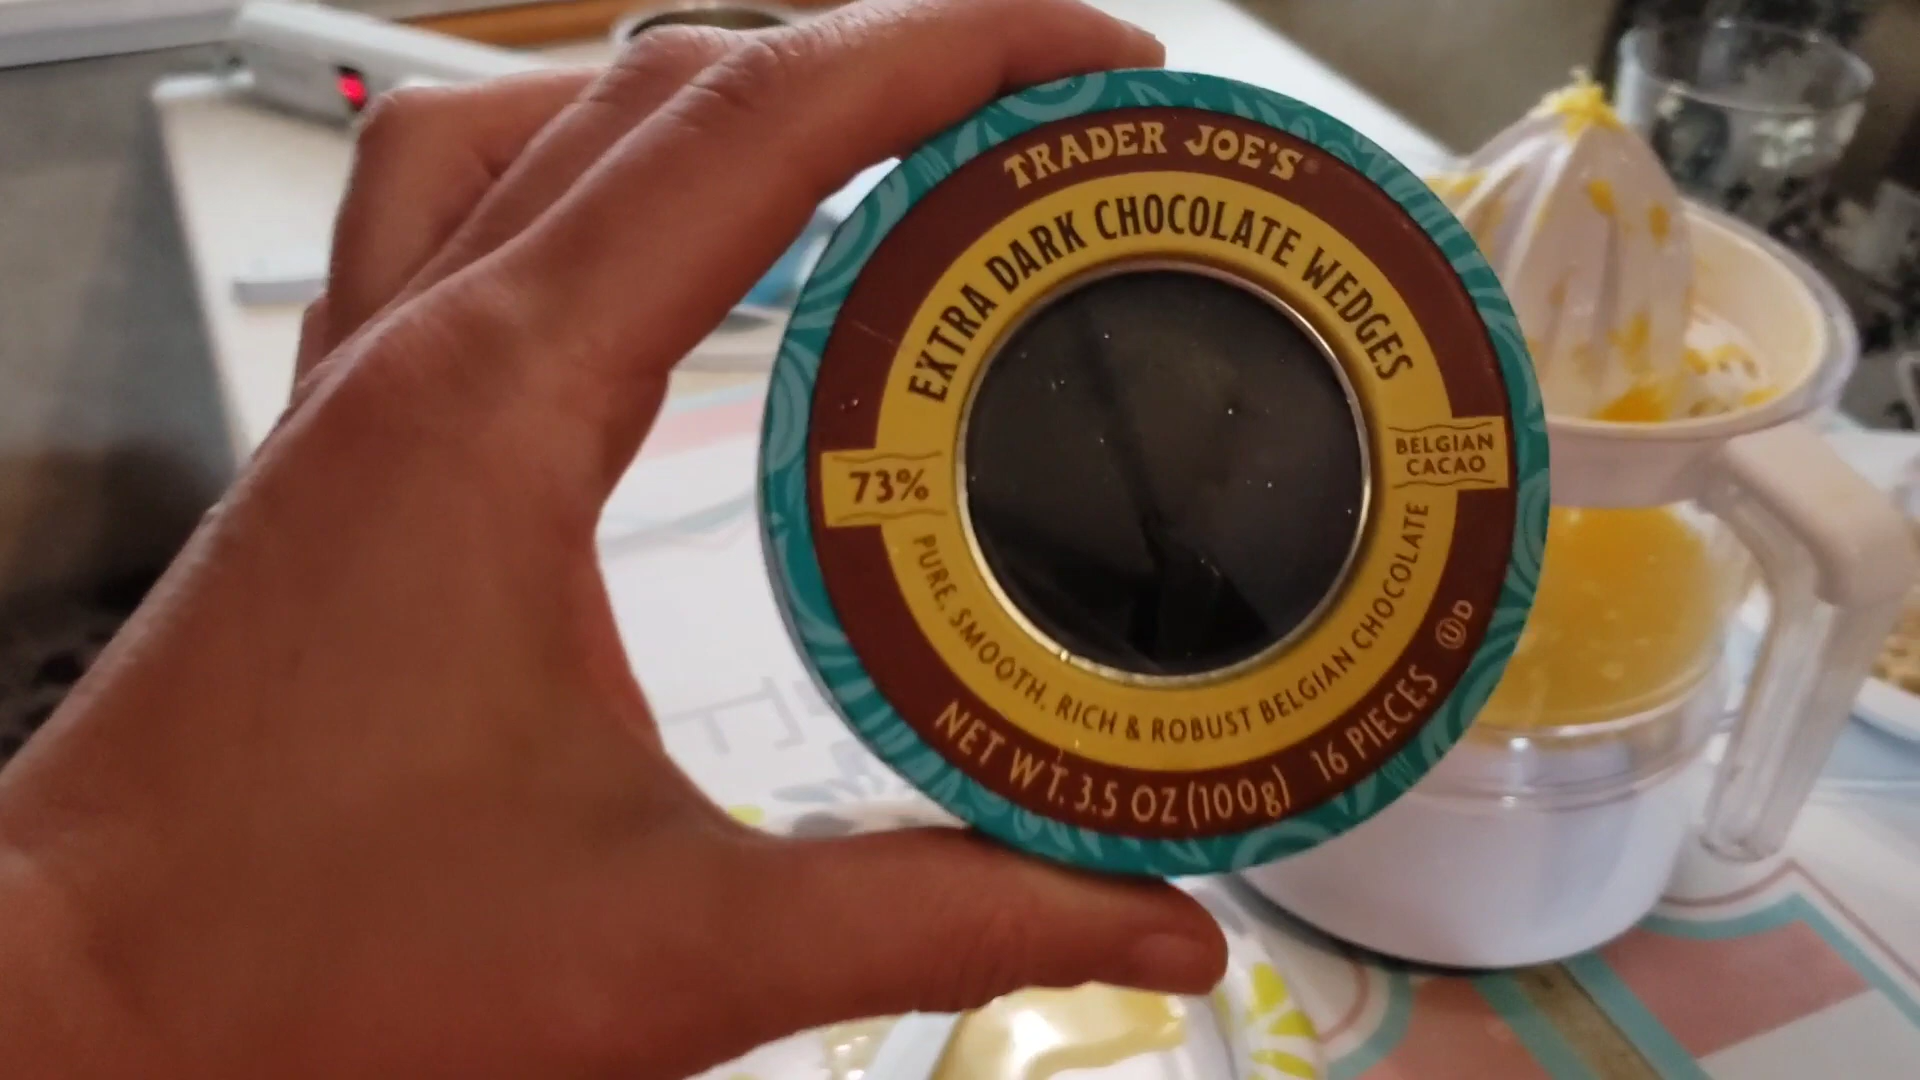 TRADER JOE'S
EXTRA DARK CHOCOLATE WEDGES
73%
BELGIAN
CACAO
PURE, SMOOTH, RICH & ROBUST BELGIAN CHOCOLATE
NET WT. 3.5 OZ (100g) 16 PIECES Ⓤ D